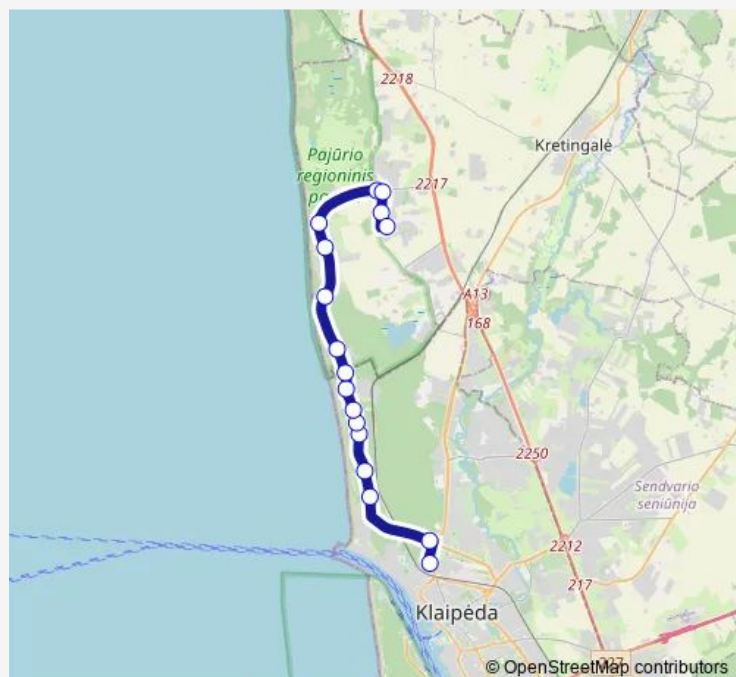 2218
Kretingalė
Pajūrio
regioninis
2217
A13
168
2250
Sendvario
seniūnija
2212
217
Klaipėda
© OpenStreetMap contributors